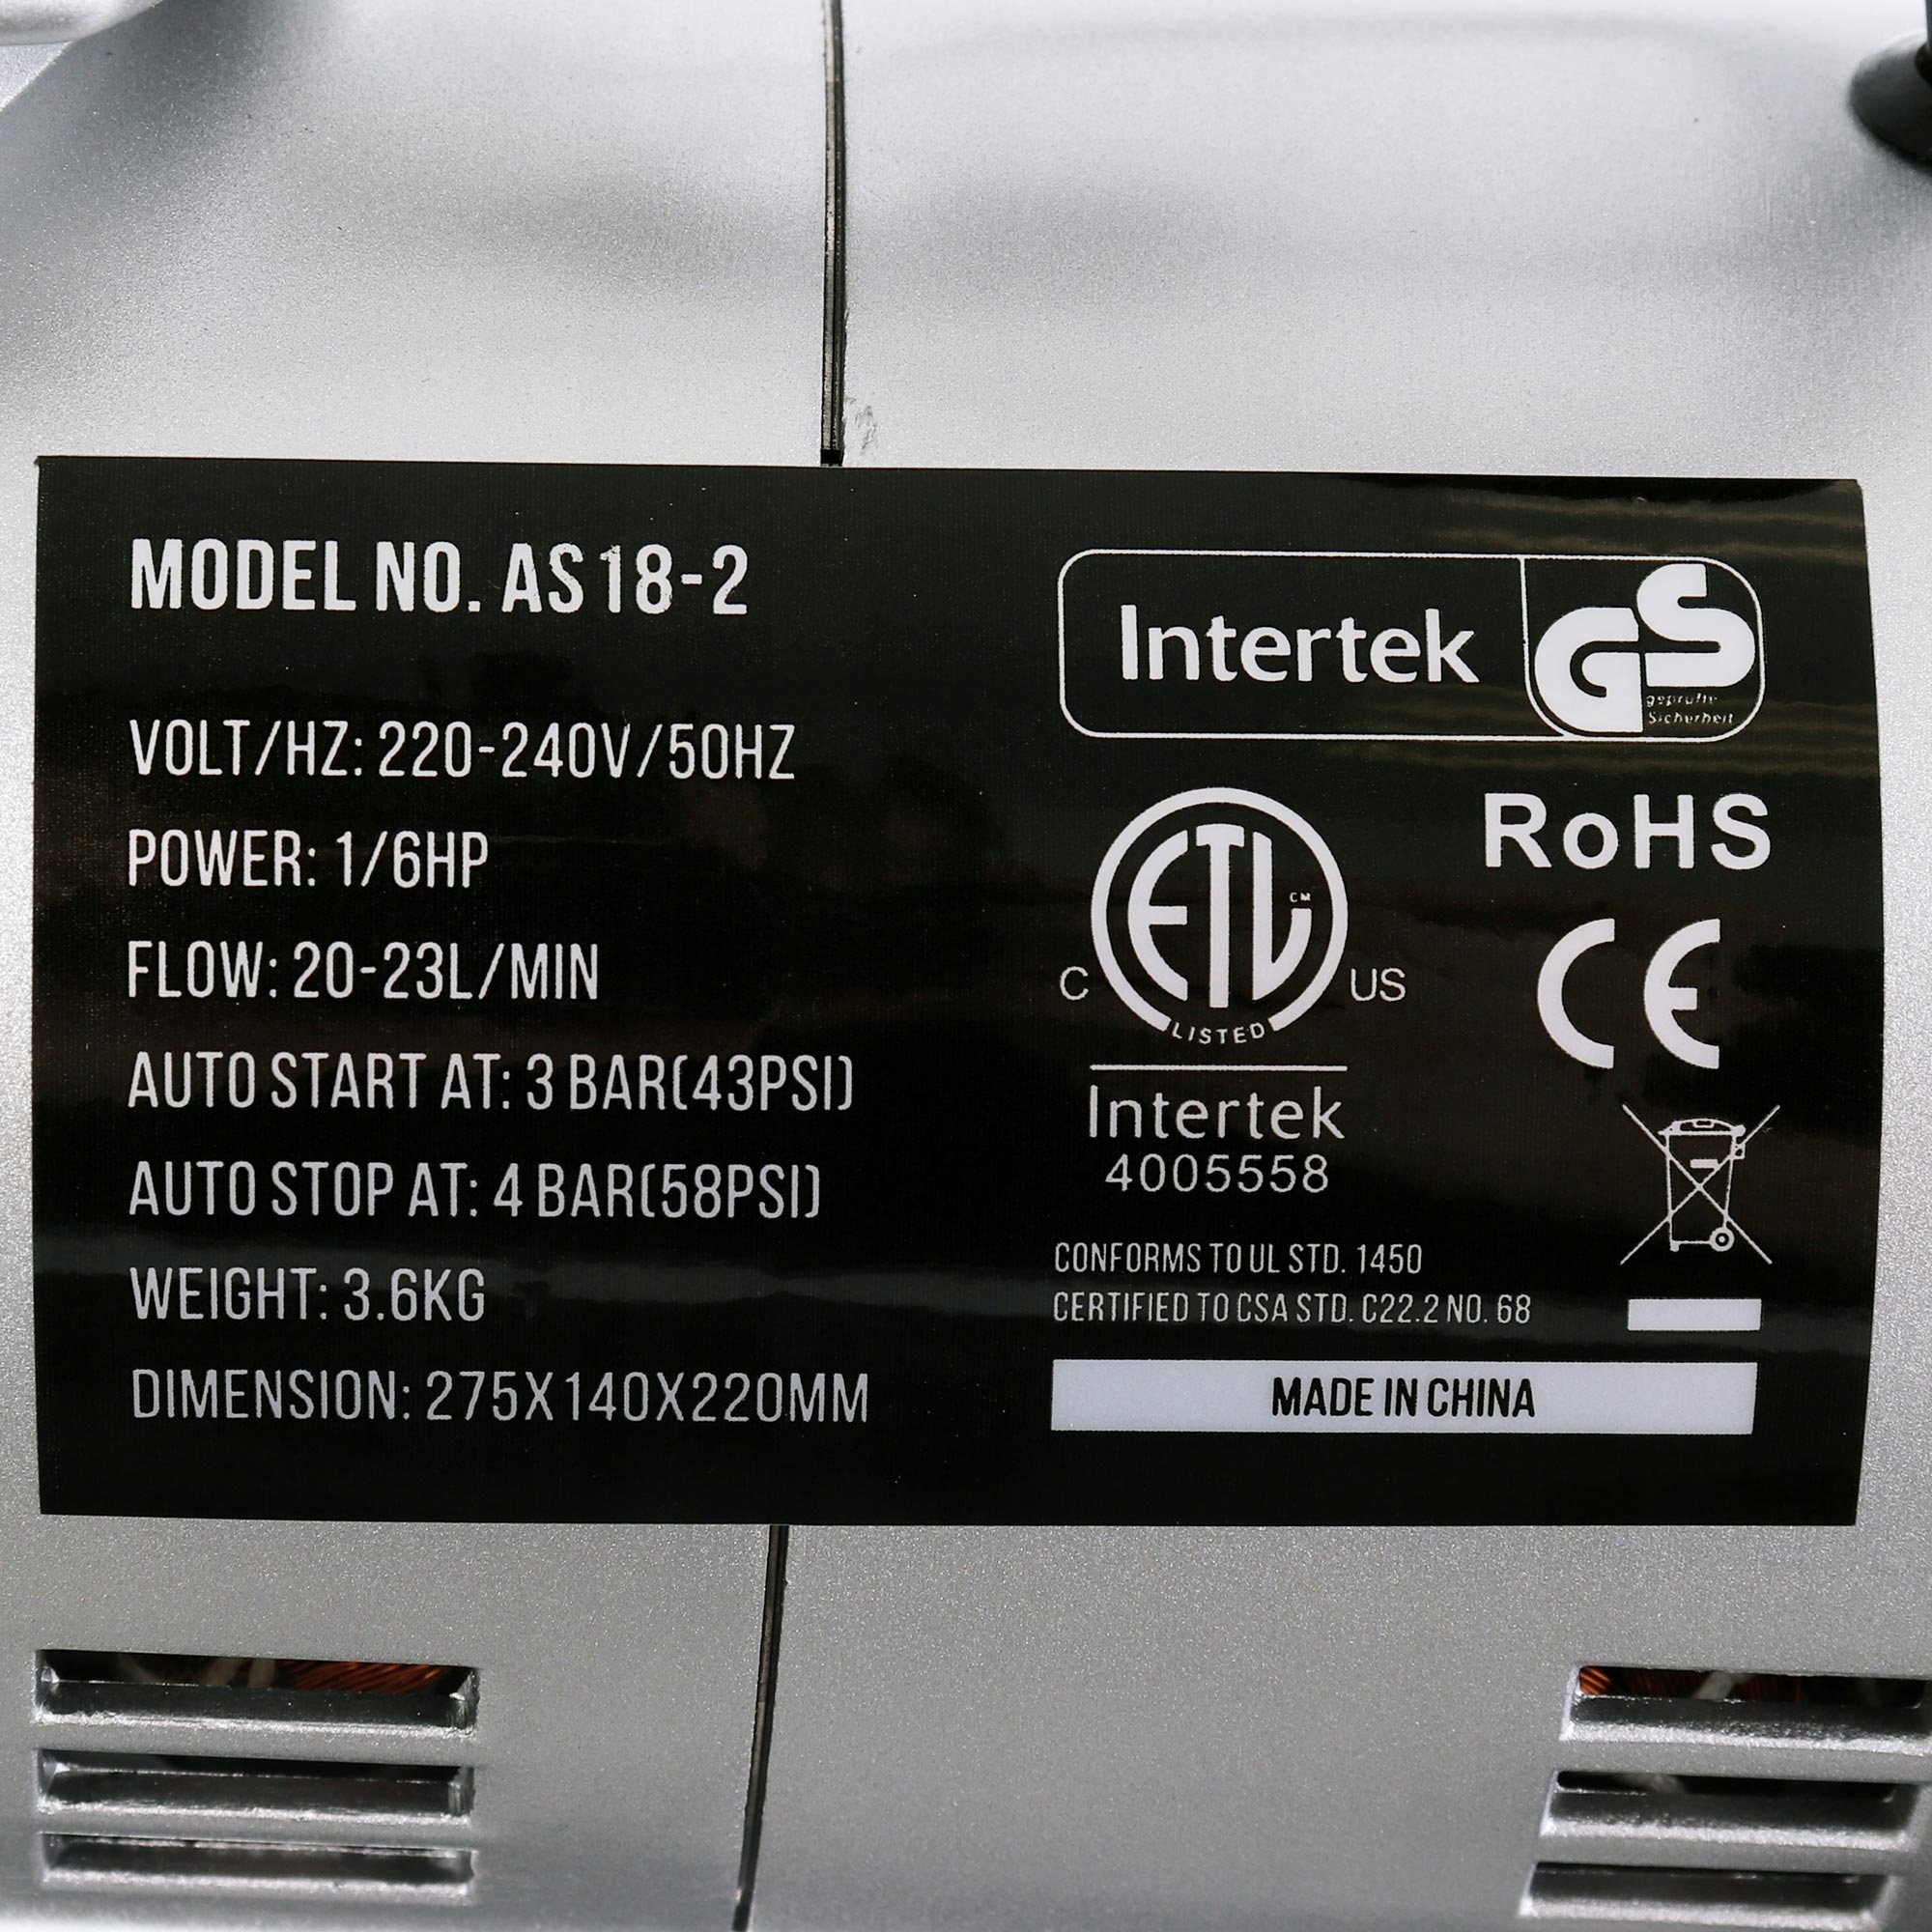 MODEL NO. AS18-2
VOLT/HZ: 220-240V/50HZ
POWER: 1/6HP
FLOW: 20-23L/MIN
AUTO START AT: 3 BAR(43PSI)
AUTO STOP AT: 4 BAR(58PSI)
WEIGHT: 3.6KG
DIMENSION: 275X140X220MM
Intertek
GS
geprüfte
Sicherheit
RoHS
ETL
CM
C
US
LISTED
CE
Intertek
4005558
CONFORMS TO UL STD. 1450
CERTIFIED TO CSA STD. C22.2 NO. 68
MADE IN CHINA